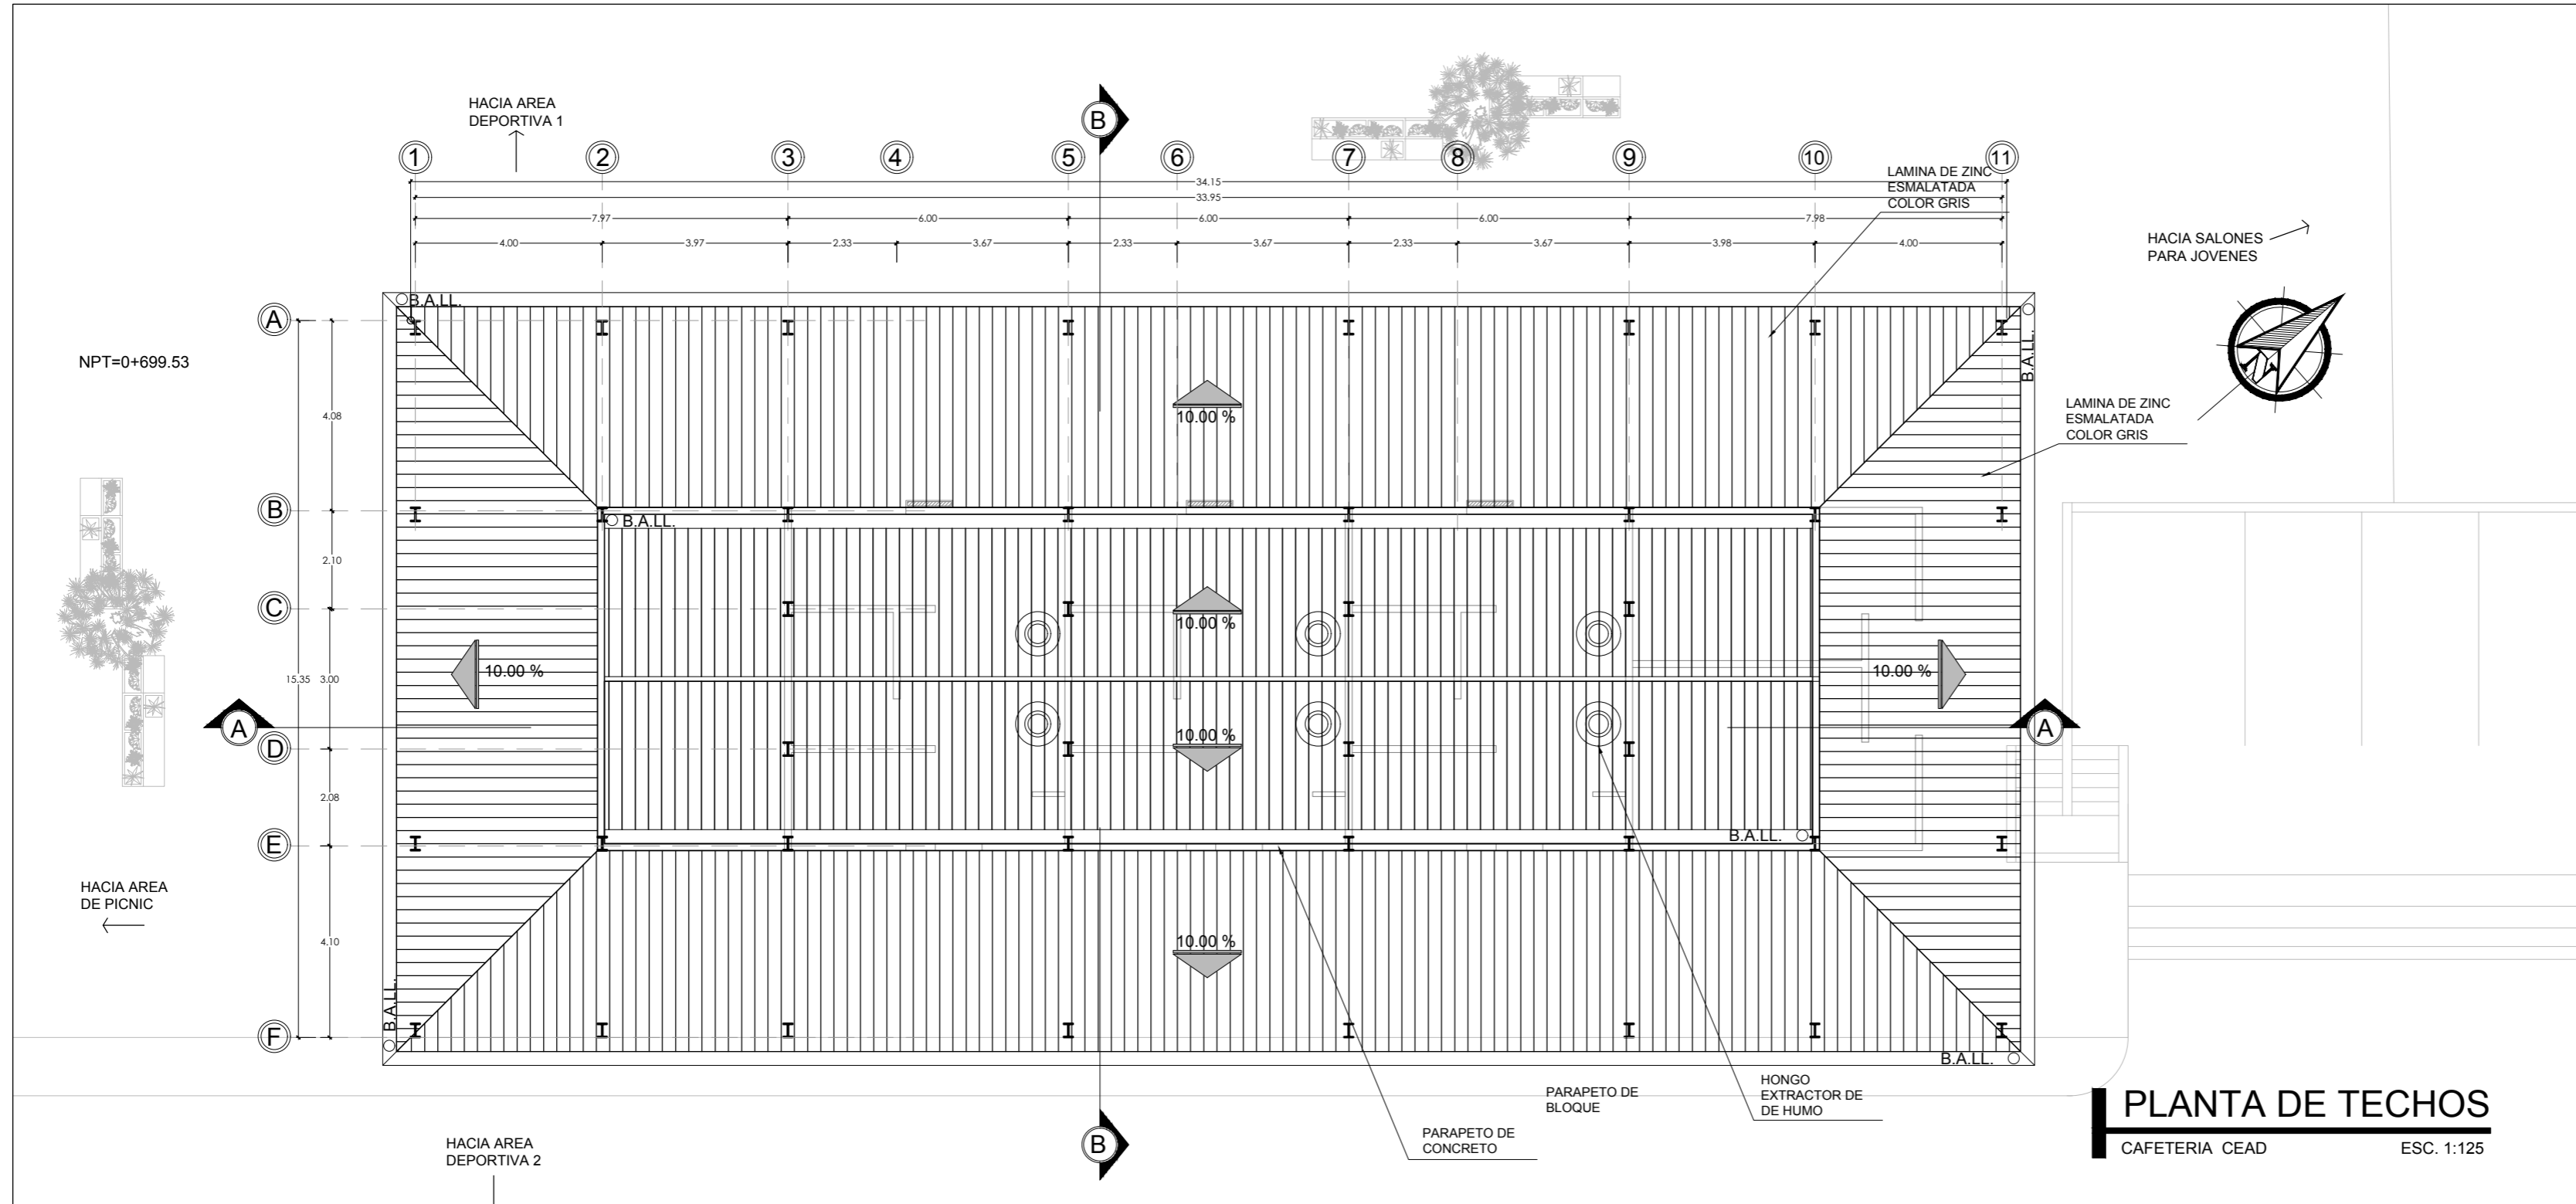 HACIA AREA
DEPORTIVA 1
B
1
2
3
4
5
6
7
8
9
10
11
34.15
33.95
7.97
6.00
6.00
6.00
7.98
4.00
3.97
2.33
3.67
2.33
3.67
2.33
3.67
3.98
4.00
LAMINA DE ZINC
ESMALATADA
COLOR GRIS
HACIA SALONES
PARA JOVENES
N
B.A.LL.
B.A.LL.
A
NPT=0+699.53
4.08
10.00 %
LAMINA DE ZINC
ESMALATADA
COLOR GRIS
B
B.A.LL.
2.10
C
10.00 %
15.35
3.00
10.00 %
10.00 %
A
A
D
10.00 %
2.08
E
B.A.LL.
HACIA AREA
DE PICNIC
4.10
10.00 %
B.A.LL.
F
B.A.LL.
PARAPETO DE
BLOQUE
HONGO
EXTRACTOR DE
DE HUMO
PARAPETO DE
CONCRETO
HACIA AREA
DEPORTIVA 2
B
PLANTA DE TECHOS
CAFETERIA CEAD
ESC. 1:125